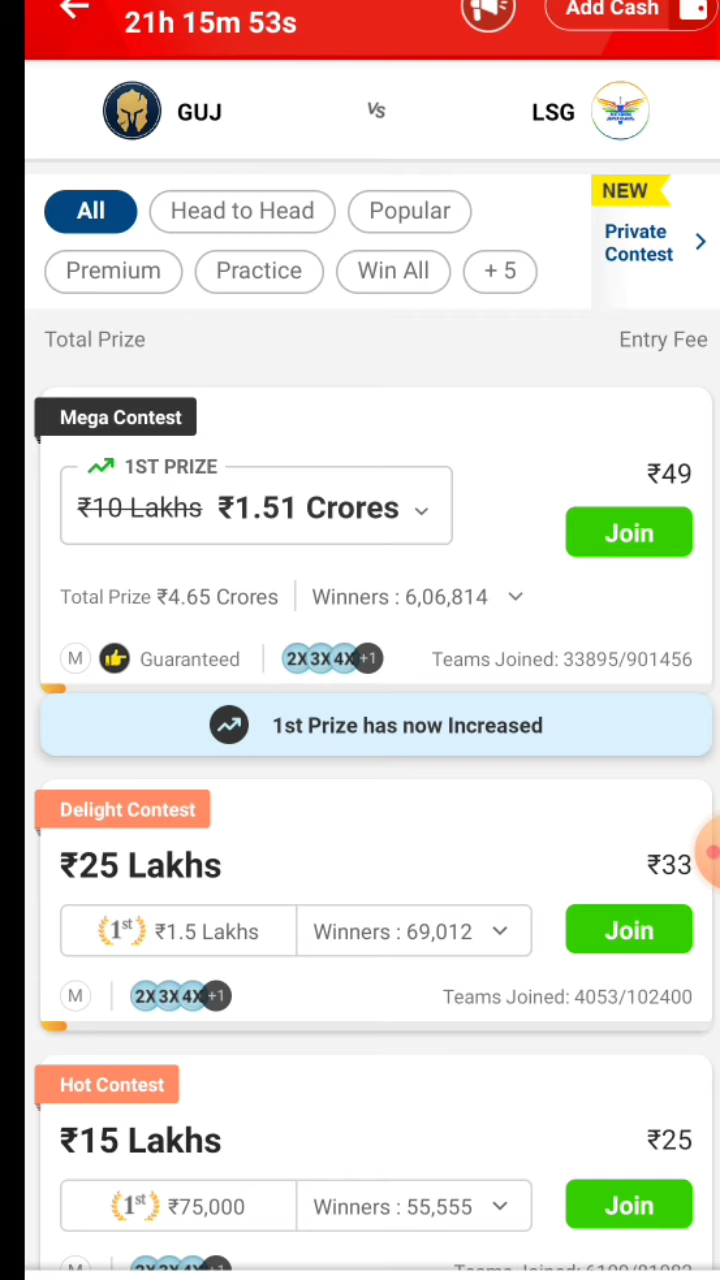 21h 15m 53s
Add Cash
GUJ
Vs
LSG
All
Head to Head
Popular
NEW
Private Contest
Premium
Practice
Win All
+ 5
Total Prize
Entry Fee
Mega Contest
1ST PRIZE
₹10 Lakhs ₹1.51 Crores
₹49
Join
Total Prize ₹4.65 Crores
Winners : 6,06,814
M
Guaranteed
2X 3X 4X +1
Teams Joined: 33895/901456
1st Prize has now Increased
Delight Contest
₹25 Lakhs
₹33
1st ₹1.5 Lakhs
Winners : 69,012
Join
M
2X 3X 4X +1
Teams Joined: 4053/102400
Hot Contest
₹15 Lakhs
₹25
1st ₹75,000
Winners : 55,555
Join